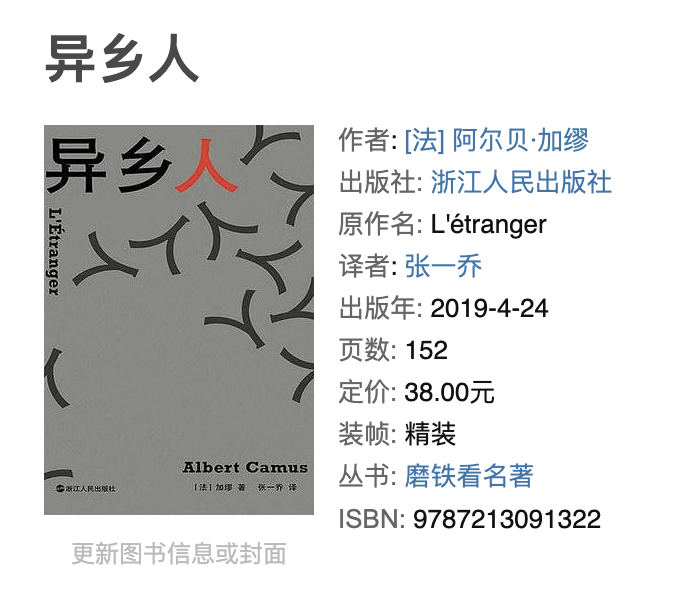 异乡人
异乡人
L'Étranger
Albert Camus
[法] 加缪 著 张一乔 译
浙江人民出版社
更新图书信息或封面
作者: [法] 阿尔贝·加缪
出版社: 浙江人民出版社
原作名: L'étranger
译者: 张一乔
出版年: 2019-4-24
页数: 152
定价: 38.00元
装帧: 精装
丛书: 磨铁看名著
ISBN: 9787213091322